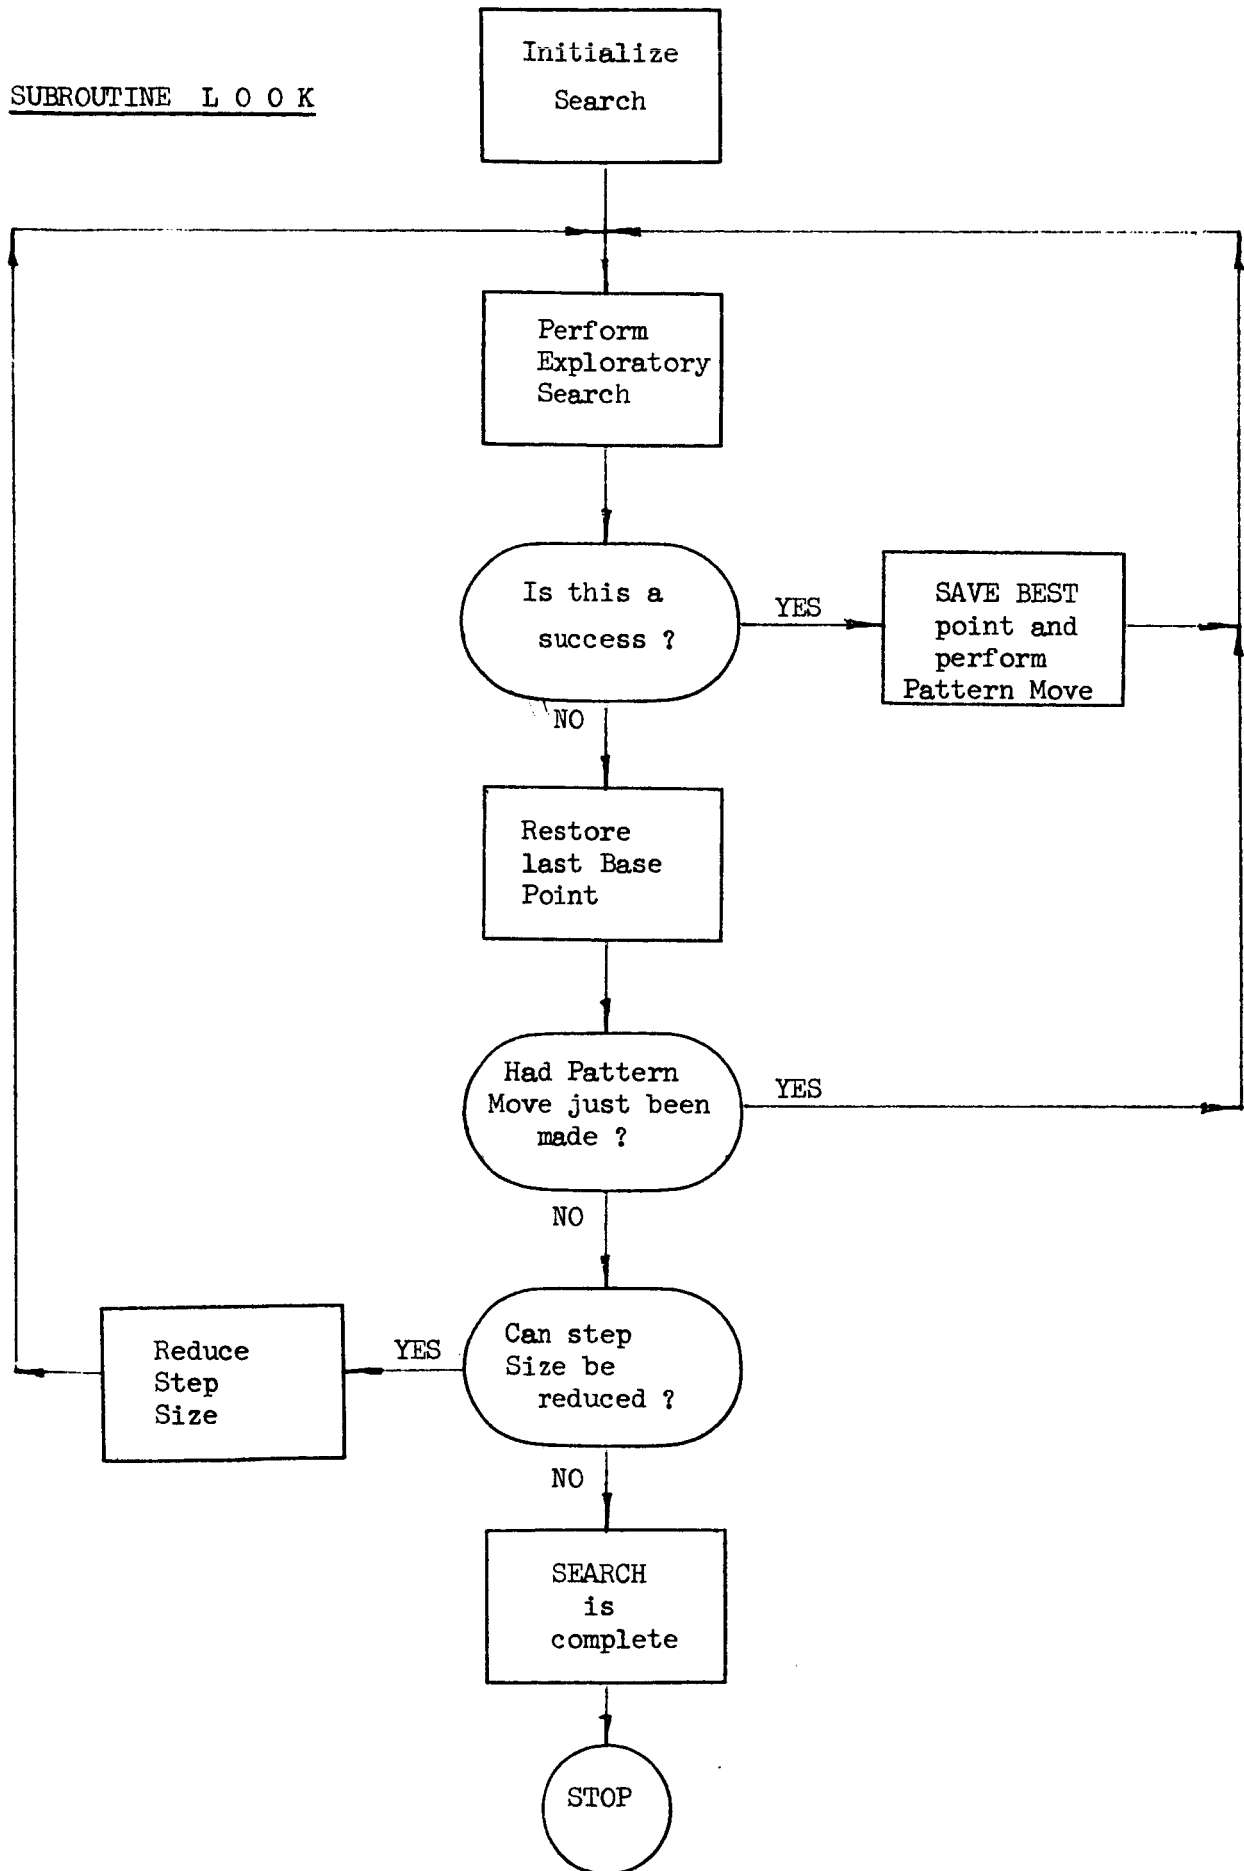 Initialize
Search
SUBROUTINE L O O K
Perform
Exploratory
Search
Is this a
success ?
YES
SAVE BEST
point and
perform
Pattern Move
NO
Restore
last Base
Point
Had Pattern
Move just been
made ?
YES
NO
Can step
Size be
reduced ?
YES
Reduce
Step
Size
NO
SEARCH
is
complete
STOP